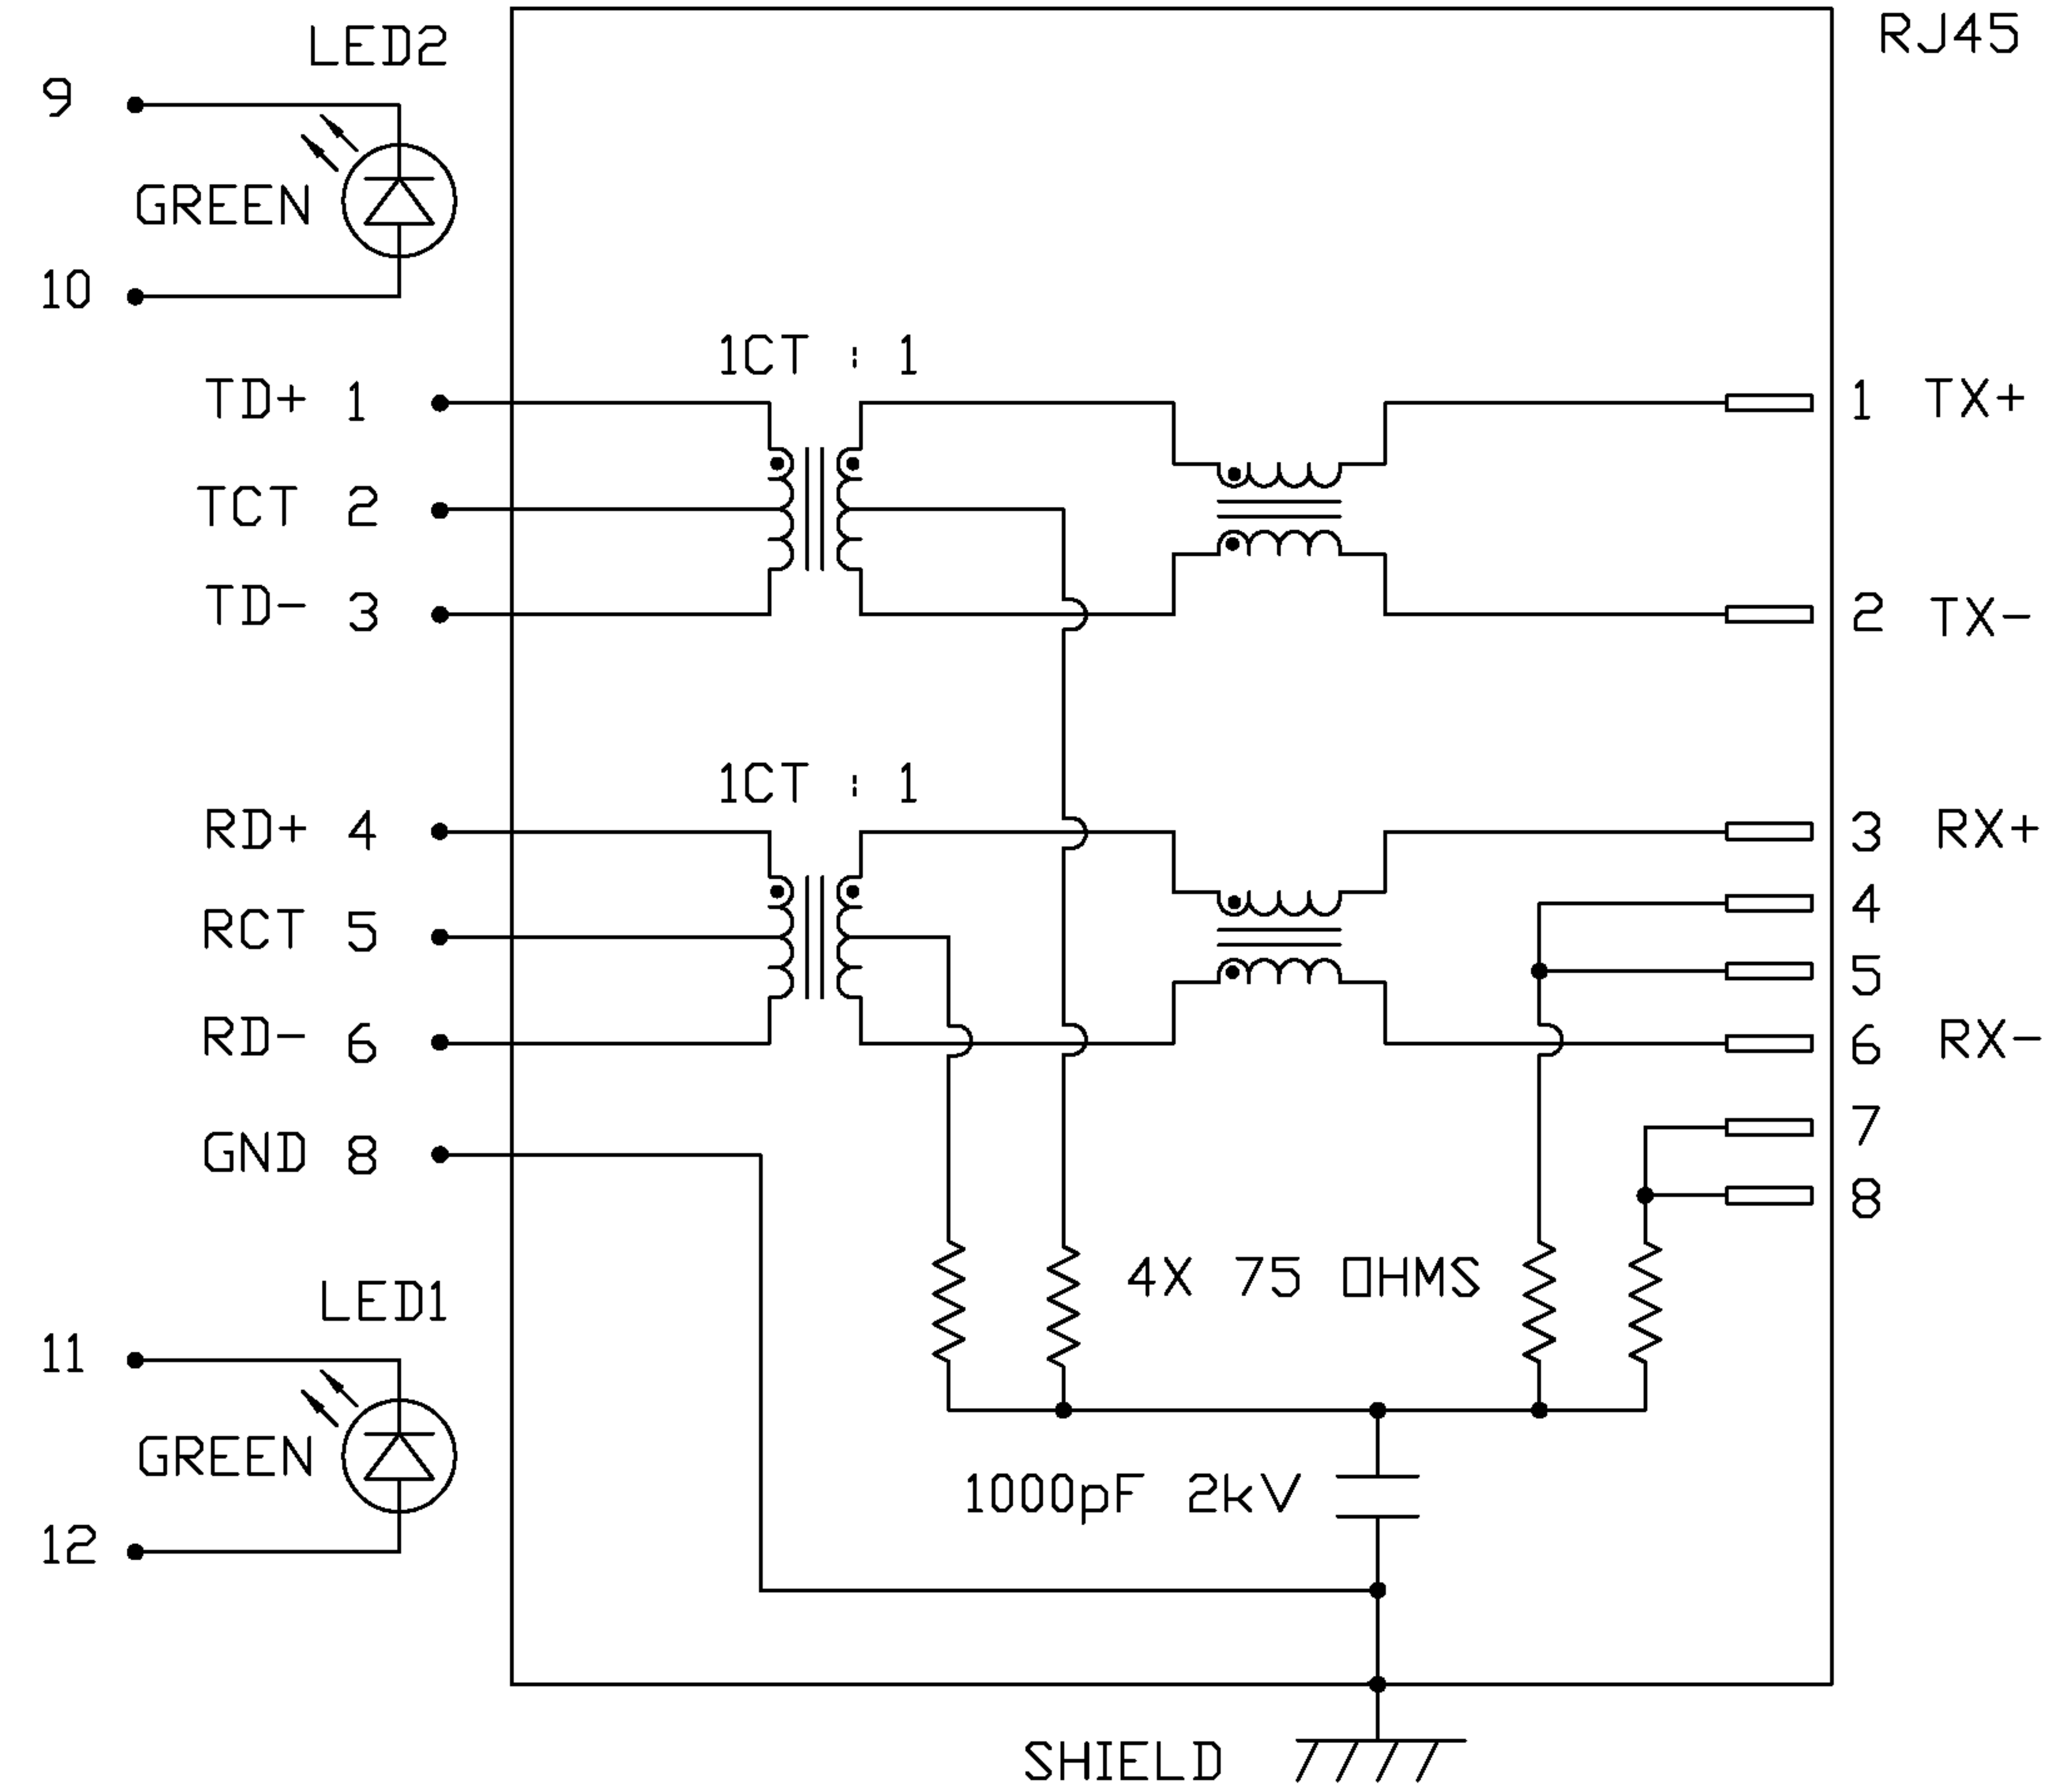 LED2
RJ45
9
GREEN
10
1CT : 1
TD+ 1
1 TX+
TCT 2
TD- 3
2 TX-
1CT : 1
RD+ 4
3 RX+
4
RCT 5
5
RD- 6
6 RX-
7
GND 8
8
4X 75 OHMS
LED1
11
GREEN
1000pF 2kV
12
SHIELD